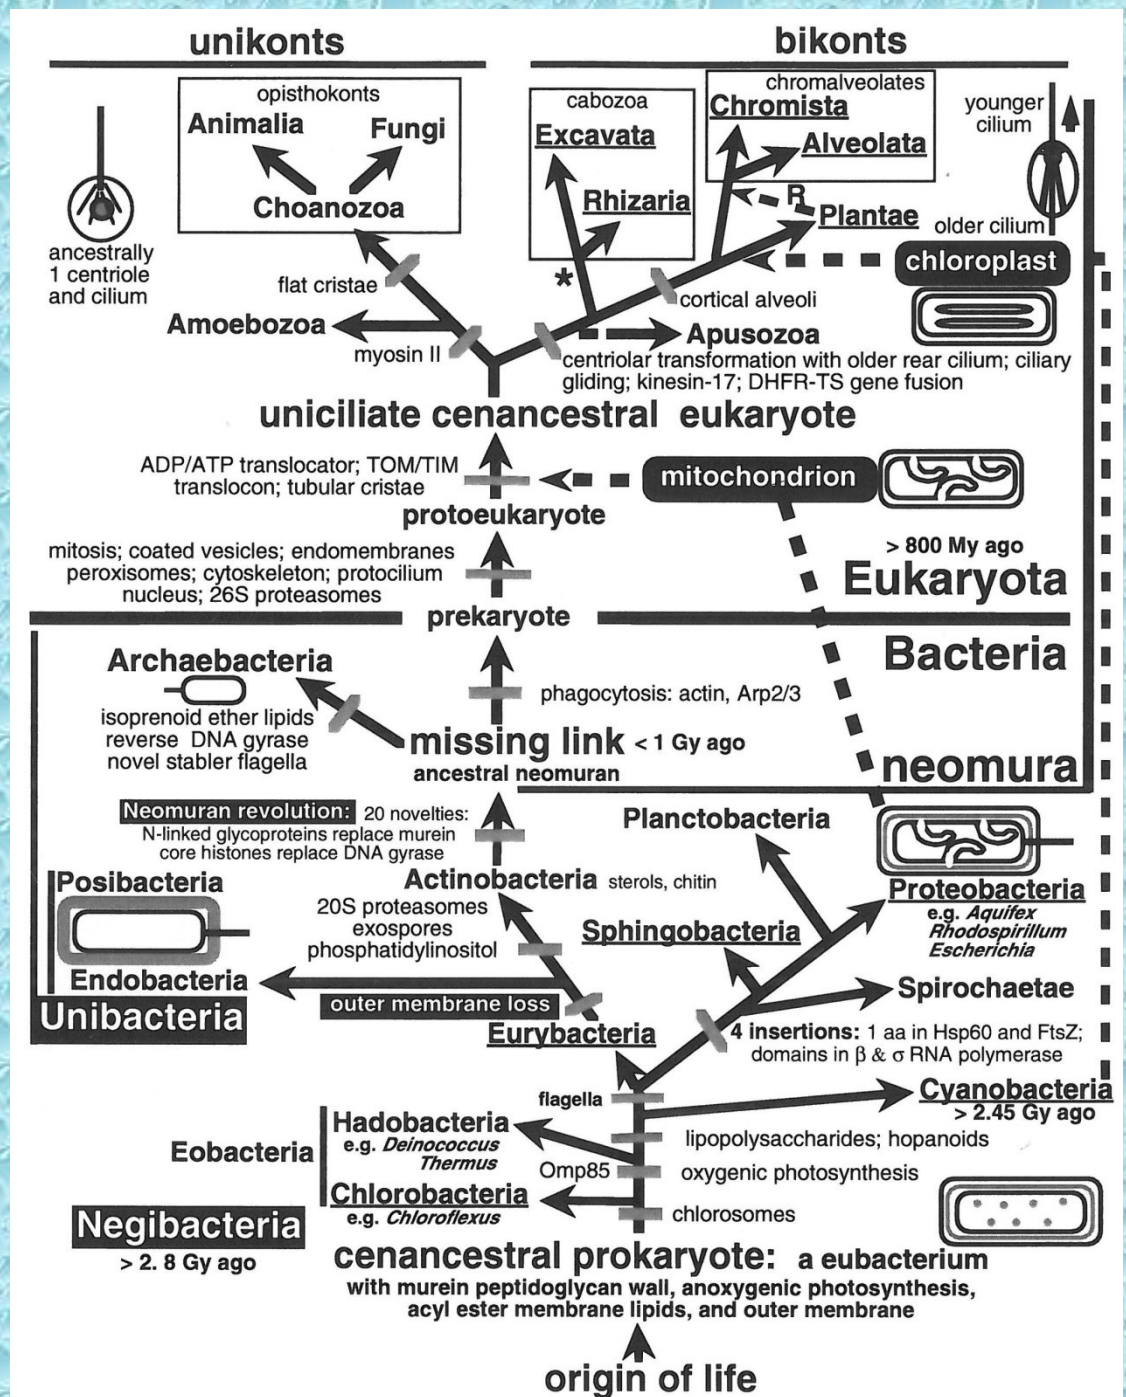 unikonts
bikonts
opisthokonts
Animalia
Fungi
Choanozoa
cabozoa
Excavata
Rhizaria
chromalveolates
Chromista
Alveolata
younger
cilium
R
Plantae
older cilium
ancestrally
1 centriole
and cilium
flat cristae
*
chloroplast
cortical alveoli
Amoebozoa
Apusozoa
myosin II
centriolar transformation with older rear cilium; ciliary
gliding; kinesin-17; DHFR-TS gene fusion
uniciliate cenancestral eukaryote
ADP/ATP translocator; TOM/TIM
translocon; tubular cristae
mitochondrion
protoeukaryote
mitosis; coated vesicles; endomembranes
peroxisomes; cytoskeleton; protocilium
nucleus; 26S proteasomes
> 800 My ago
Eukaryota
prekaryote
Bacteria
Archaebacteria
isoprenoid ether lipids
reverse DNA gyrase
novel stabler flagella
phagocytosis: actin, Arp2/3
missing link < 1 Gy ago
ancestral neomuran
neomura
Neomuran revolution: 20 novelties:
N-linked glycoproteins replace murein
core histones replace DNA gyrase
Planctobacteria
Posibacteria
Actinobacteria sterols, chitin
Proteobacteria
e.g. Aquifex
Rhodospirillum
Escherichia
20S proteasomes
exospores
phosphatidylinositol
Sphingobacteria
Endobacteria
Spirochaetae
outer membrane loss
Unibacteria
Eurybacteria
4 insertions: 1 aa in Hsp60 and FtsZ;
domains in β & σ RNA polymerase
flagella
Cyanobacteria
> 2.45 Gy ago
Hadobacteria
e.g. Deinococcus
Thermus
lipopolysaccharides; hopanoids
Eobacteria
Omp85
oxygenic photosynthesis
Chlorobacteria
e.g. Chloroflexus
chlorosomes
Negibacteria
> 2. 8 Gy ago
cenancestral prokaryote: a eubacterium
with murein peptidoglycan wall, anoxygenic photosynthesis,
acyl ester membrane lipids, and outer membrane
origin of life